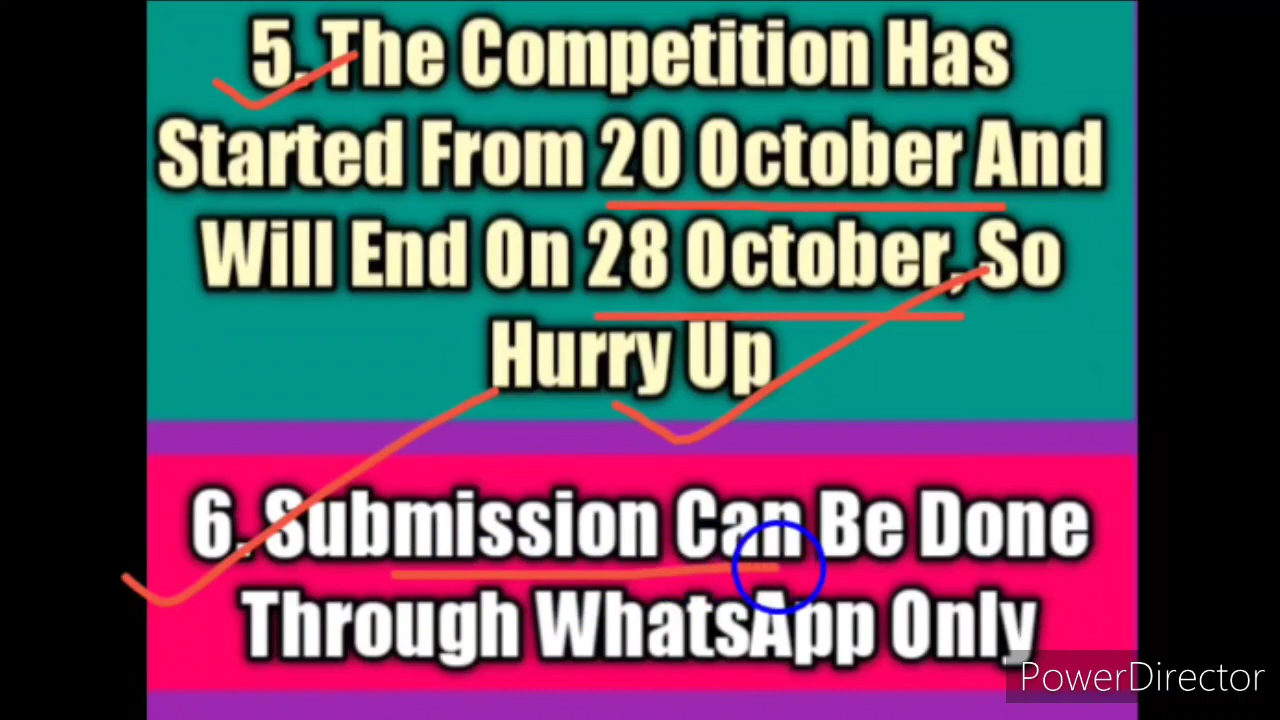 5. The Competition Has
Started From 20 October And
Will End On 28 October, So
Hurry Up
6. Submission Can Be Done
Through WhatsApp Only
PowerDirector